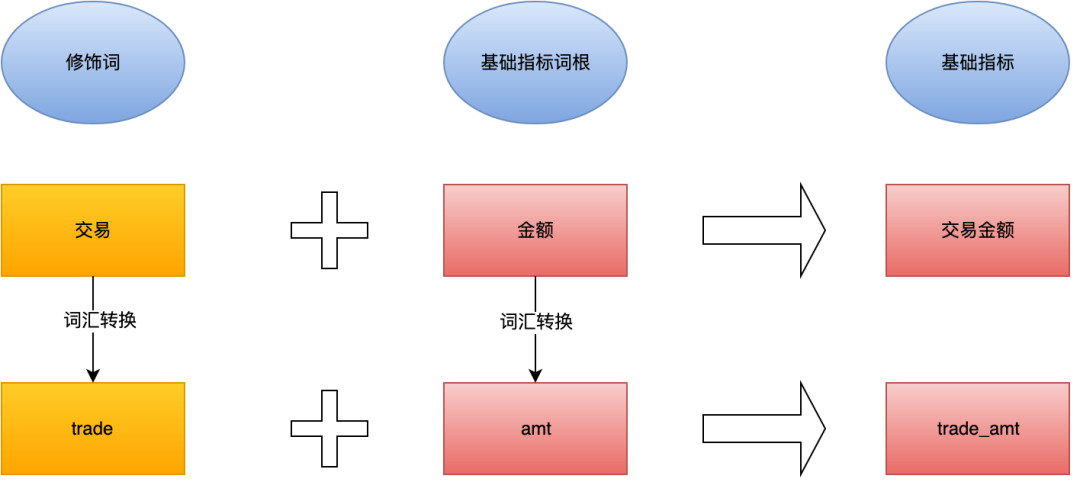 修饰词
基础指标词根
基础指标
交易
金额
交易金额
词汇转换
词汇转换
trade
amt
trade_amt